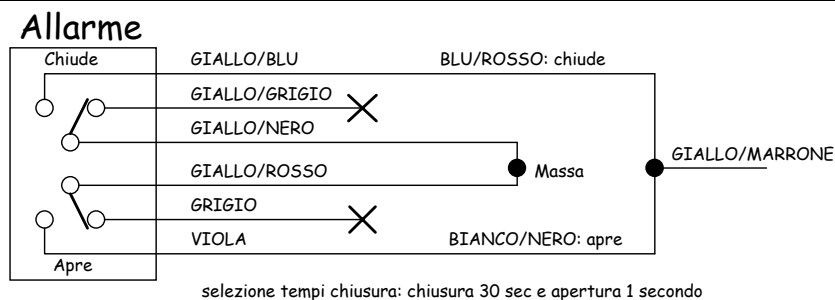 Allarme
Chiude
GIALLO/BLU
BLU/ROSSO: chiude
GIALLO/GRIGIO
GIALLO/NERO
GIALLO/MARRONE
GIALLO/ROSSO
Massa
GRIGIO
VIOLA
BIANCO/NERO: apre
Apre
selezione tempi chiusura: chiusura 30 sec e apertura 1 secondo